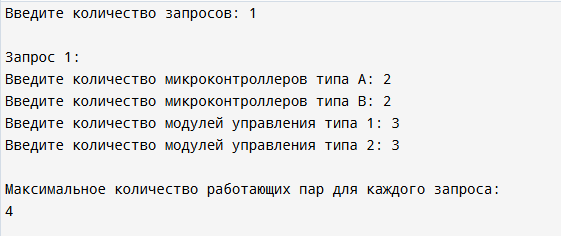 Введите количество запросов: 1
Запрос 1:
Введите количество микроконтроллеров типа A: 2
Введите количество микроконтроллеров типа B: 2
Введите количество модулей управления типа 1: 3
Введите количество модулей управления типа 2: 3
Максимальное количество работающих пар для каждого запроса:
4